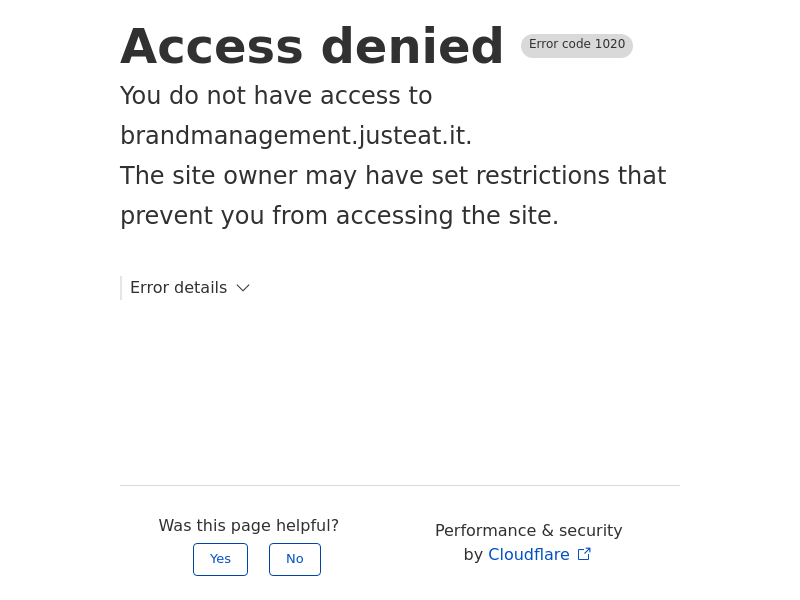 Access denied Error code 1020
You do not have access to
brandmanagement.justeat.it.
The site owner may have set restrictions that
prevent you from accessing the site.
Error details
Was this page helpful?
Yes No
Performance & security
by Cloudflare